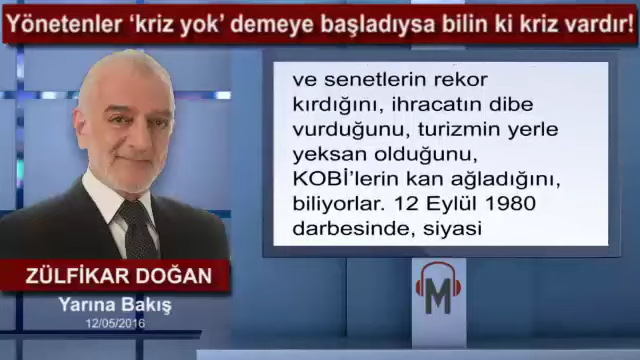 Yönetenler ‘kriz yok’ demeye başladıysa bilin ki kriz vardır!
ve senetlerin rekor
kırdığını, ihracatın dibe
vurduğunu, turizmin yerle
yeksan olduğunu,
KOBİ’lerin kan ağladığını,
biliyorlar. 12 Eylül 1980
darbesinde, siyasi
ZÜLFİKAR DOĞAN
Yarına Bakış
12/05/2016
M